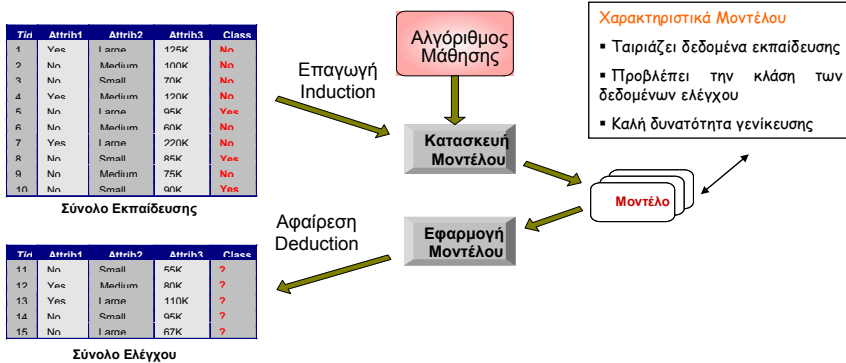 Tid Attrib1 Attrib2 Attrib3 Class
1 Yes Large 125K No
2 No Medium 100K No
3 No Small 70K No
4 Yes Medium 120K No
5 No Large 95K Yes
6 No Medium 60K No
7 Yes Large 220K No
8 No Small 85K Yes
9 No Medium 75K No
10 No Small 90K Yes
Σύνολο Εκπαίδευσης
Επαγωγή
Induction
Αλγόριθμος
Μάθησης
Κατασκευή
Μοντέλου
Χαρακτηριστικά Μοντέλου
▪ Ταιριάζει δεδομένα εκπαίδευσης
▪ Προβλέπει την κλάση των
δεδομένων ελέγχου
▪ Καλή δυνατότητα γενίκευσης
Μοντέλο
Αφαίρεση
Deduction
Εφαρμογή
Μοντέλου
Tid Attrib1 Attrib2 Attrib3 Class
11 No Small 55K ?
12 Yes Medium 80K ?
13 Yes Large 110K ?
14 No Small 95K ?
15 No Large 67K ?
Σύνολο Ελέγχου